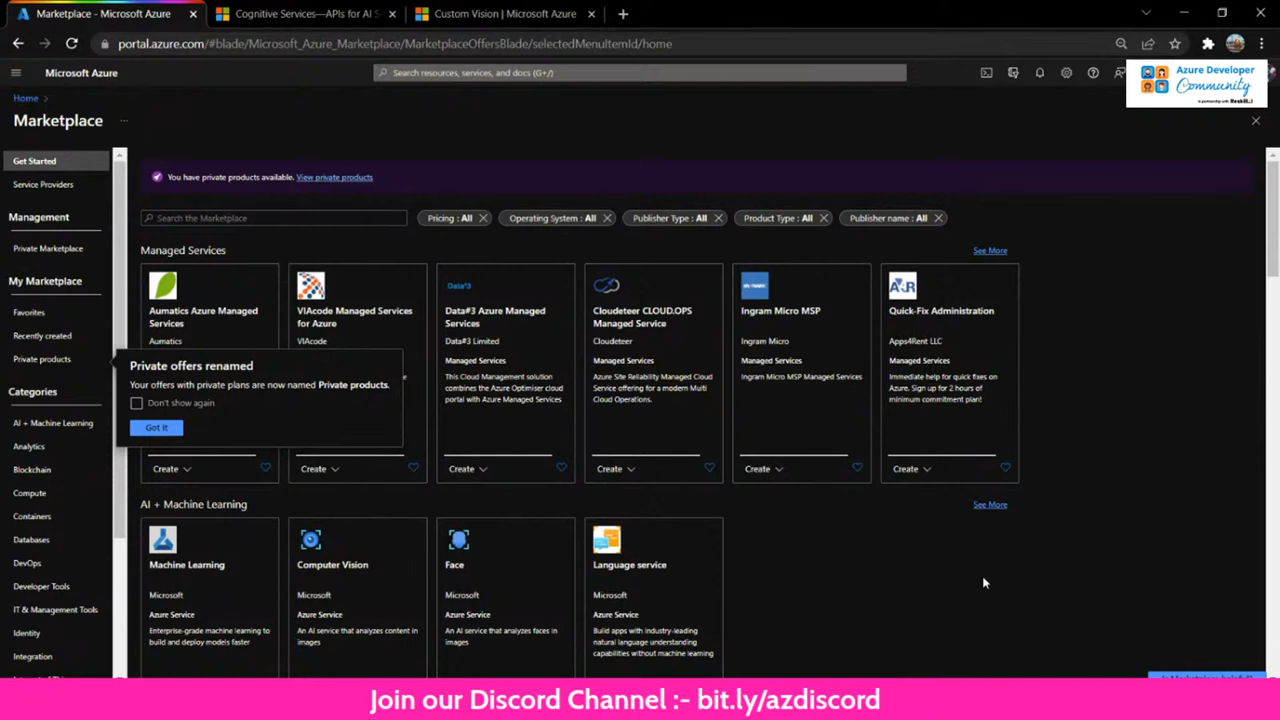 Marketplace - Microsoft Azure
Cognitive Services—APIs for AI S
Custom Vision | Microsoft Azure
portal.azure.com/#blade/Microsoft_Azure_Marketplace/MarketplaceOffersBlade/selectedMenuItemId/home
Microsoft Azure
Search resources, services, and docs (G+/)
Azure Developer
Community
Home
Marketplace
Get Started
Service Providers
Management
Private Marketplace
My Marketplace
Favorites
Recently created
Private products
Categories
AI + Machine Learning
Analytics
Blockchain
Compute
Containers
Databases
DevOps
Developer Tools
IT & Management Tools
Identity
Integration
You have private products available. View private products
Search the Marketplace
Pricing : All
Operating System : All
Publisher Type : All
Product Type : All
Publisher name : All
Managed Services
See More
Aumatics Azure Managed
Services
Aumatics
Create
VIAcode Managed Services
for Azure
VIAcode
Create
Data#3
Data#3 Azure Managed
Services
Data#3 Limited
Managed Services
This Cloud Management solution
combines the Azure Optimiser cloud
portal with Azure Managed Services
Create
Cloudeteer CLOUD.OPS
Managed Service
Cloudeteer
Managed Services
Azure Site Reliability Managed Cloud
Service offering for a modern Multi
Cloud Operations.
Create
Ingram Micro MSP
Ingram Micro
Managed Services
Ingram Micro MSP Managed Services
Create
A4R
Quick-Fix Administration
Apps4Rent LLC
Managed Services
Immediate help for quick fixes on
Azure. Sign up for 2 hours of
minimum commitment plan!
Create
Private offers renamed
Your offers with private plans are now named Private products.
Don't show again
Got it
AI + Machine Learning
See More
Machine Learning
Microsoft
Azure Service
Enterprise-grade machine learning to
build and deploy models faster
Computer Vision
Microsoft
Azure Service
An AI service that analyzes content in
images
Face
Microsoft
Azure Service
An AI service that analyzes faces in
images
Language service
Microsoft
Azure Service
Build apps with industry-leading
natural language understanding
capabilities without machine learning
Join our Discord Channel :- bit.ly/azdiscord